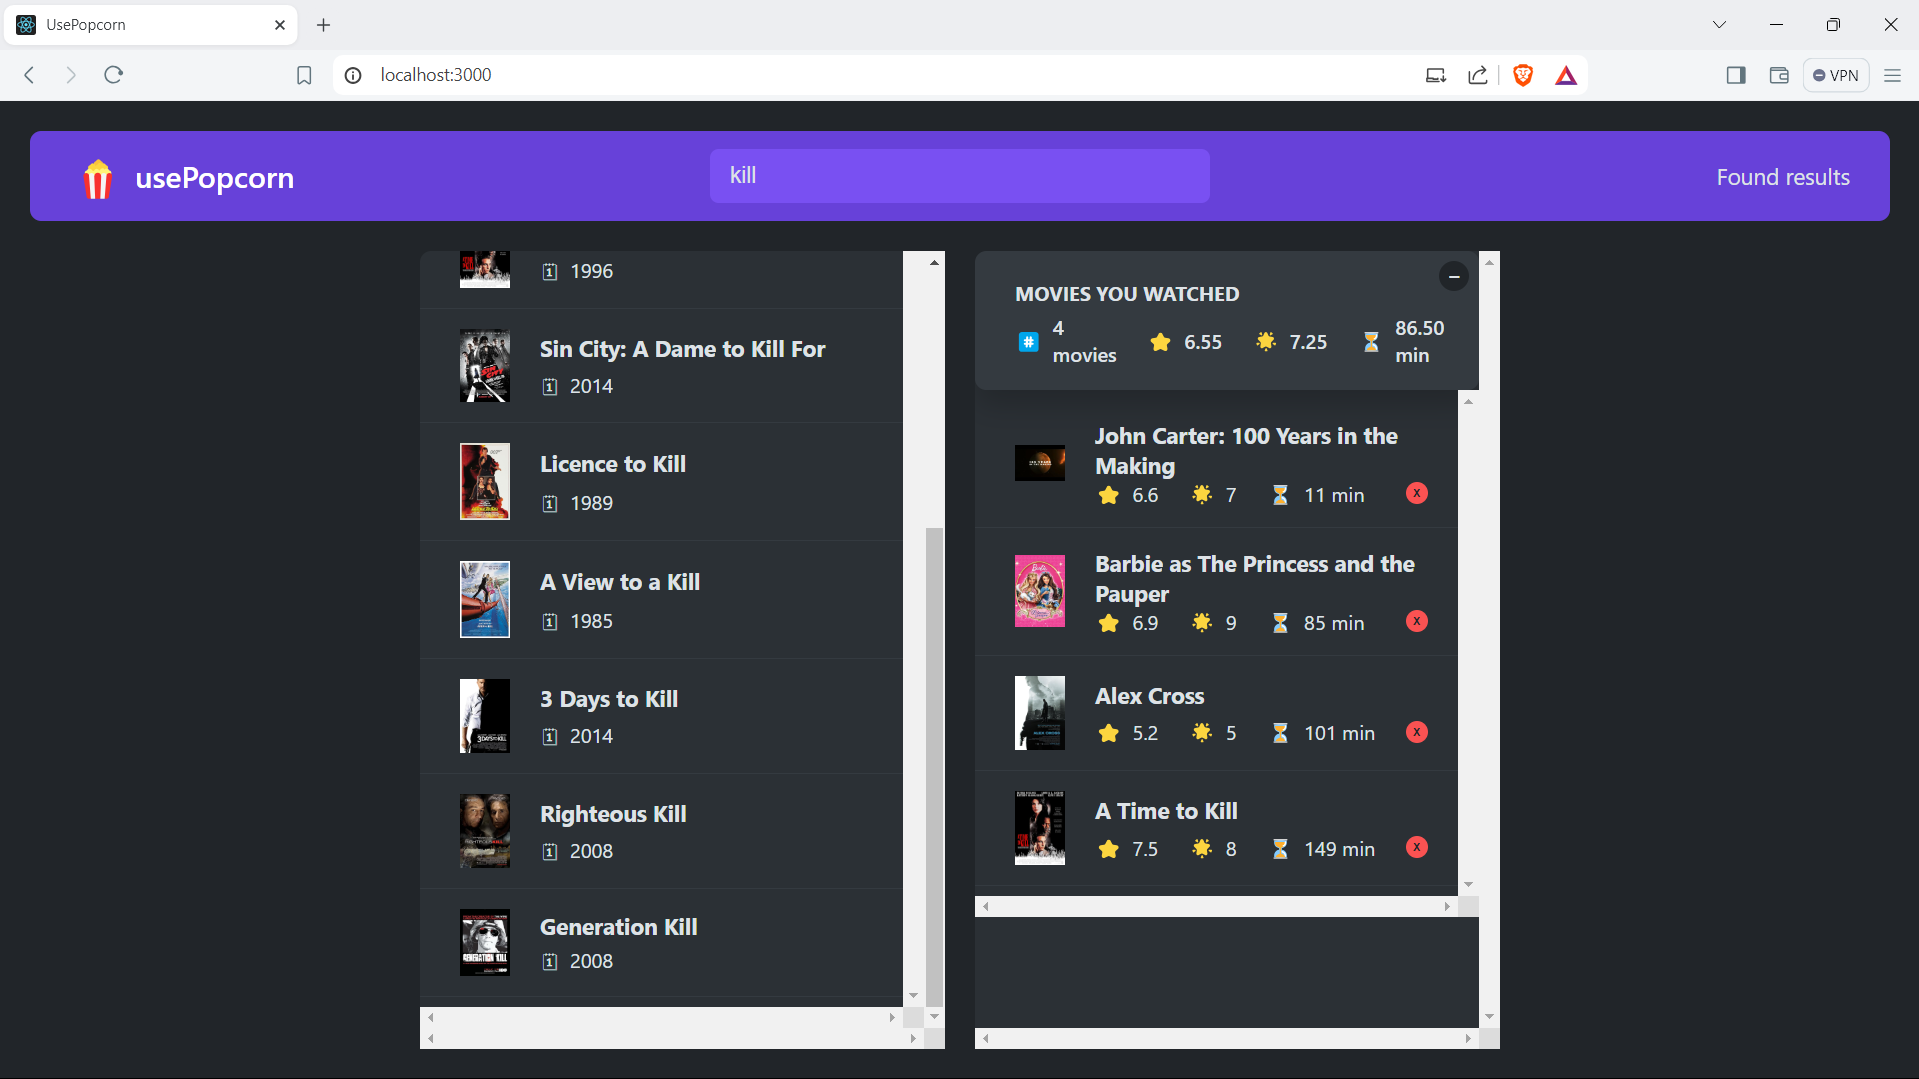 UsePopcorn
localhost:3000
VPN
usePopcorn
kill
Found results
1996
Sin City: A Dame to Kill For
2014
Licence to Kill
1989
A View to a Kill
1985
3 Days to Kill
2014
Righteous Kill
2008
Generation Kill
2008
MOVIES YOU WATCHED
4 movies
6.55
7.25
86.50 min
John Carter: 100 Years in the
Making
6.6 7 11 min X
Barbie as The Princess and the
Pauper
6.9 9 85 min X
Alex Cross
5.2 5 101 min X
A Time to Kill
7.5 8 149 min X